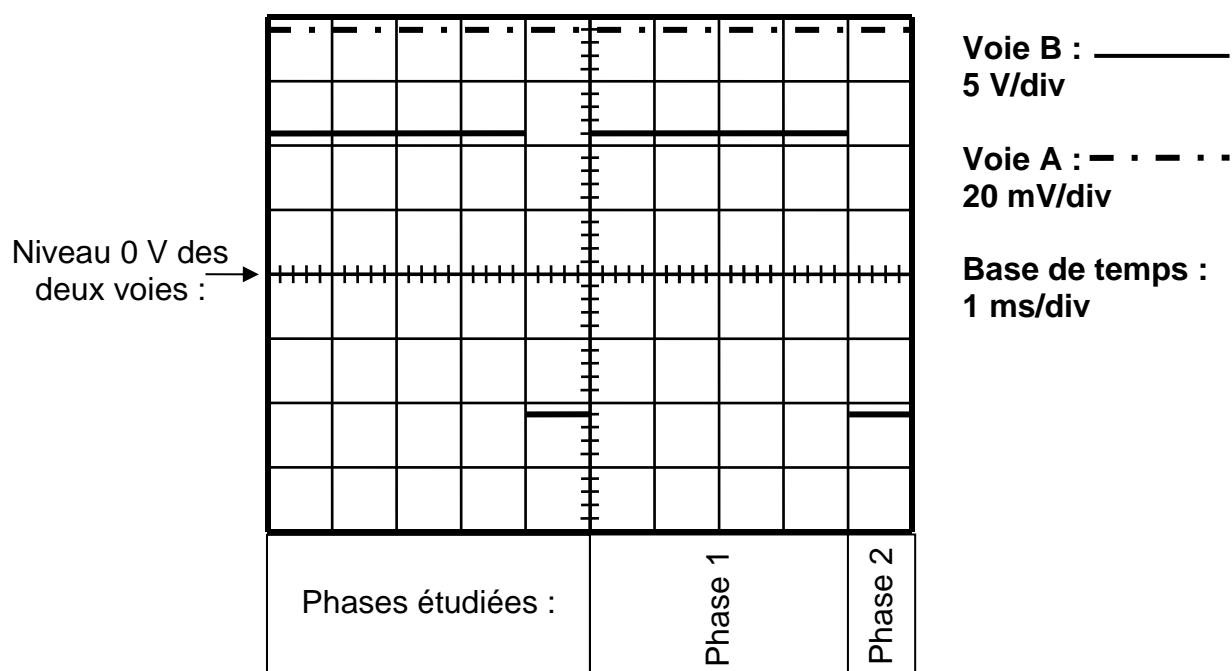 Niveau 0 V des
deux voies :
Voie B :
5 V/div
Voie A :
20 mV/div
Base de temps :
1 ms/div
Phases étudiées :
Phase 1
Phase 2